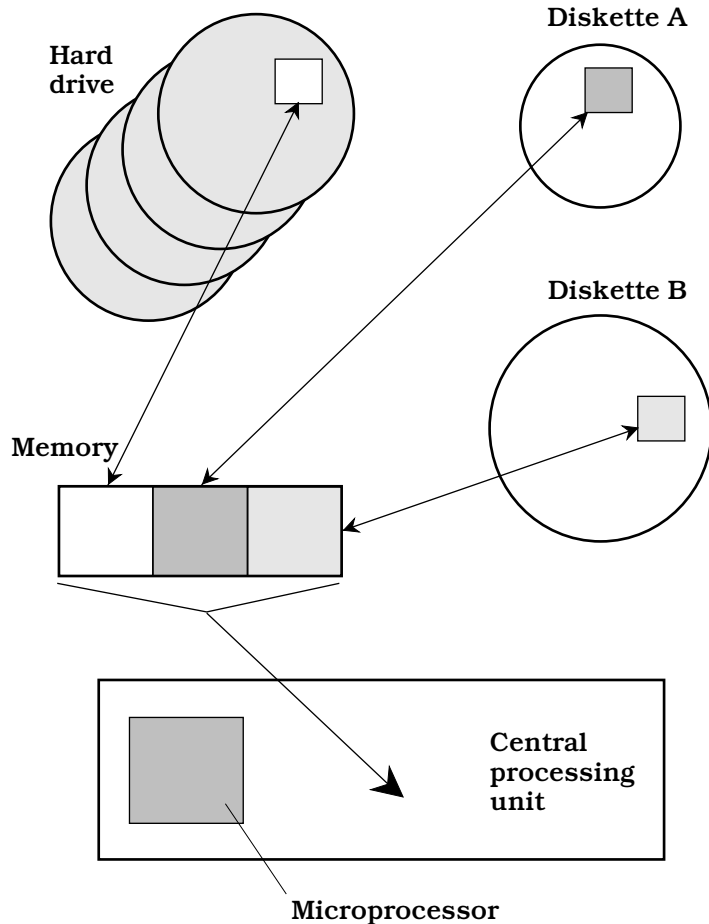 Diskette A
Hard
drive
Diskette B
Memory
Central
processing
unit
Microprocessor